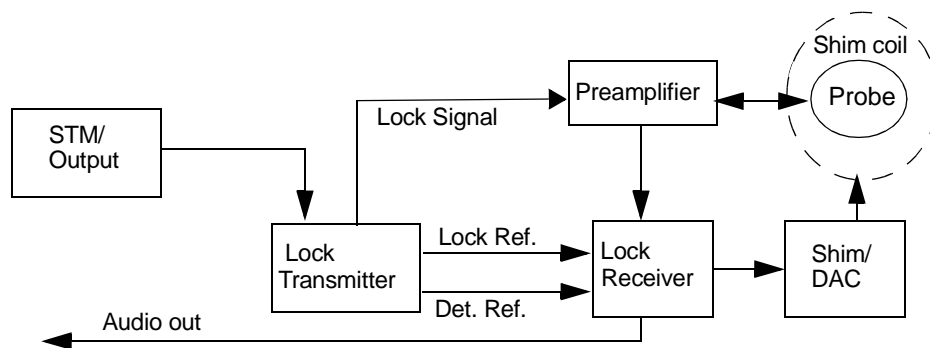 Shim coil
Preamplifier
Probe
Lock Signal
STM/
Output
Lock Ref.
Lock
Transmitter
Lock
Receiver
Shim/
DAC
Det. Ref.
Audio out